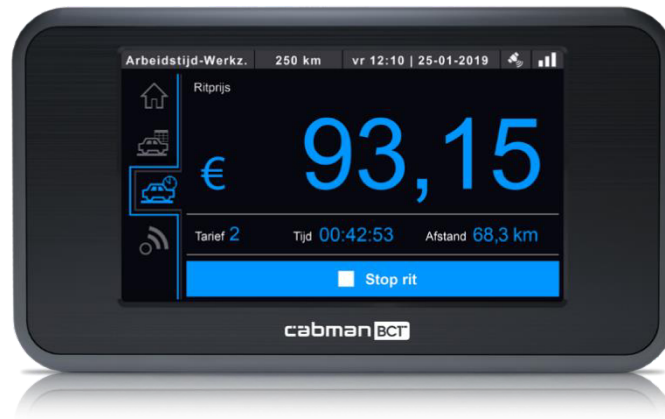 Arbeidstijd-Werkz. 250 km vr 12:10 | 25-01-2019
Ritprijs
€ 93,15
Tarief 2 Tijd 00:42:53 Afstand 68,3 km
Stop rit
cabman BCT